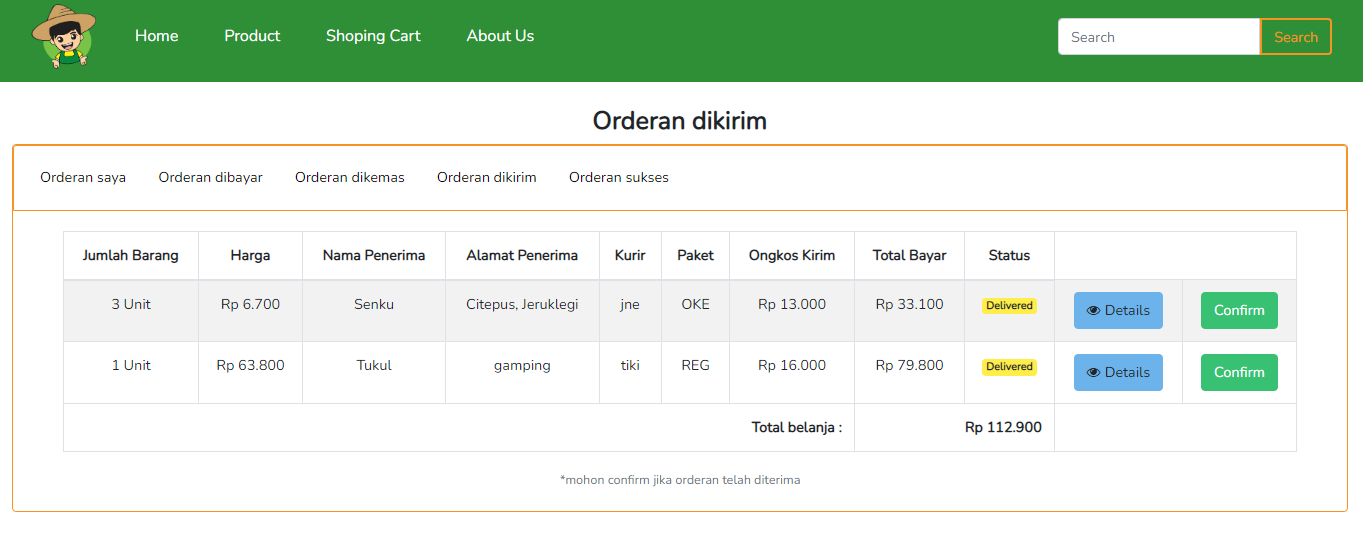 Home Product Shoping Cart About Us Search Search
Orderan dikirim
Orderan saya Orderan dibayar Orderan dikemas Orderan dikirim Orderan sukses
Jumlah Barang Harga Nama Penerima Alamat Penerima Kurir Paket Ongkos Kirim Total Bayar Status
3 Unit Rp 6.700 Senku Citepus, Jeruklegi jne OKE Rp 13.000 Rp 33.100 Delivered Details Confirm
1 Unit Rp 63.800 Tukul gamping tiki REG Rp 16.000 Rp 79.800 Delivered Details Confirm
Total belanja : Rp 112.900
*mohon confirm jika orderan telah diterima